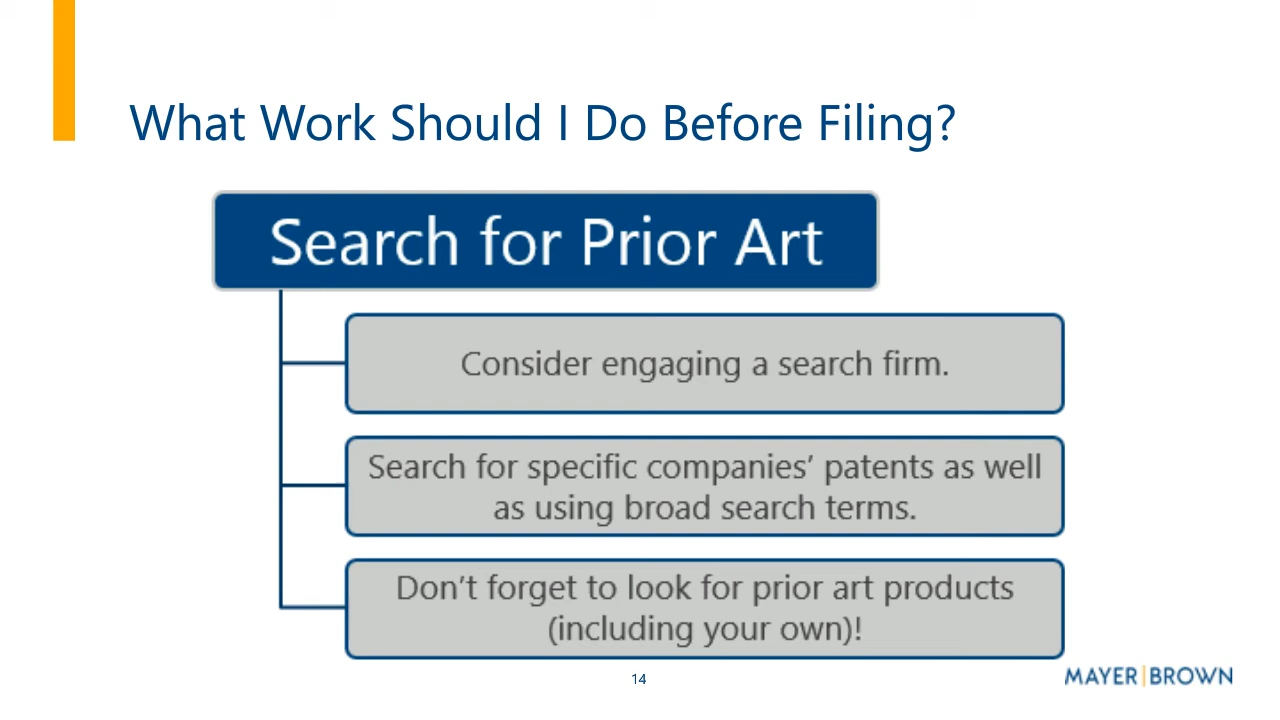 What Work Should I Do Before Filing?
Search for Prior Art
Consider engaging a search firm.
Search for specific companies’ patents as well
as using broad search terms.
Don’t forget to look for prior art products
(including your own)!
14
MAYER|BROWN